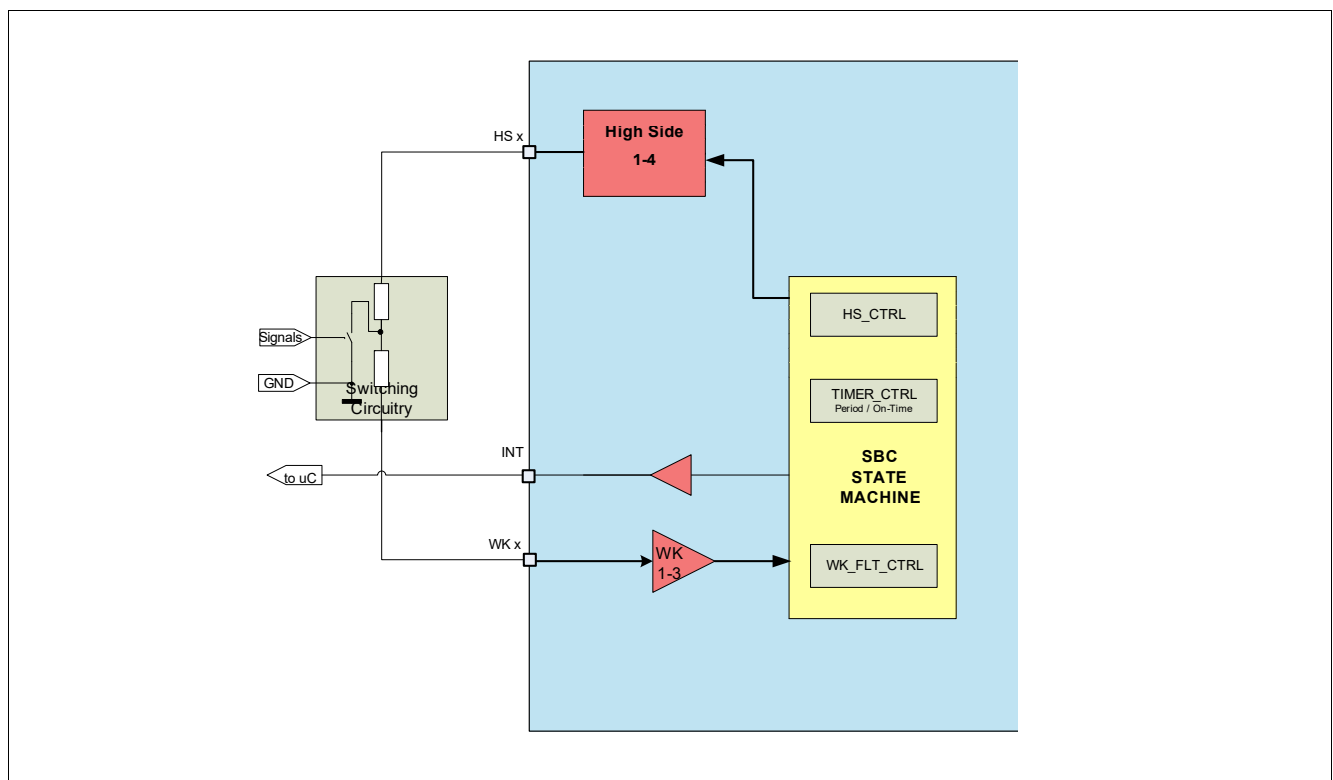 High Side
1-4
HS x
HS_CTRL
Signals
TIMER_CTRL
Period / On-Time
GND
Switching
Circuitry
INT
SBC
STATE
MACHINE
to uC
WK x
WK
1-3
WK_FLT_CTRL